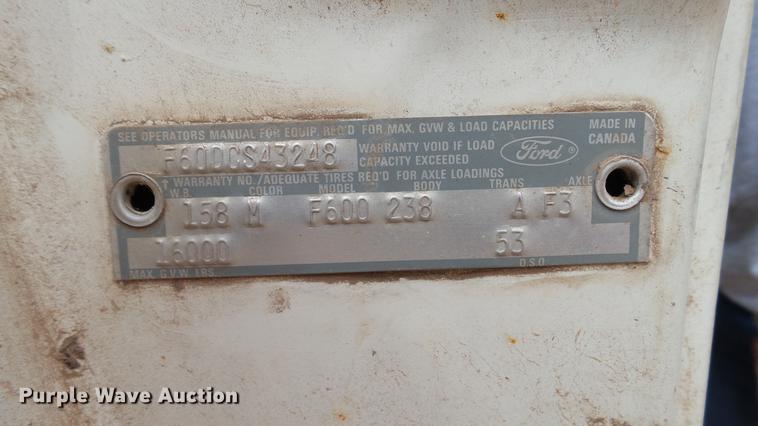 SEE OPERATORS MANUAL FOR EQUIP. REQ'D FOR MAX. GVW & LOAD CAPACITIES
MADE IN CANADA
F60DCS43248
WARRANTY VOID IF LOAD
CAPACITY EXCEEDED
Ford
↑ WARRANTY NO./ADEQUATE TIRES REQ'D FOR AXLE LOADINGS
W.B. COLOR MODEL BODY TRANS AXLE
158 M F600 238 A F3
16000 53
MAX. G.V.W. LBS. D.S.O.
Purple Wave Auction